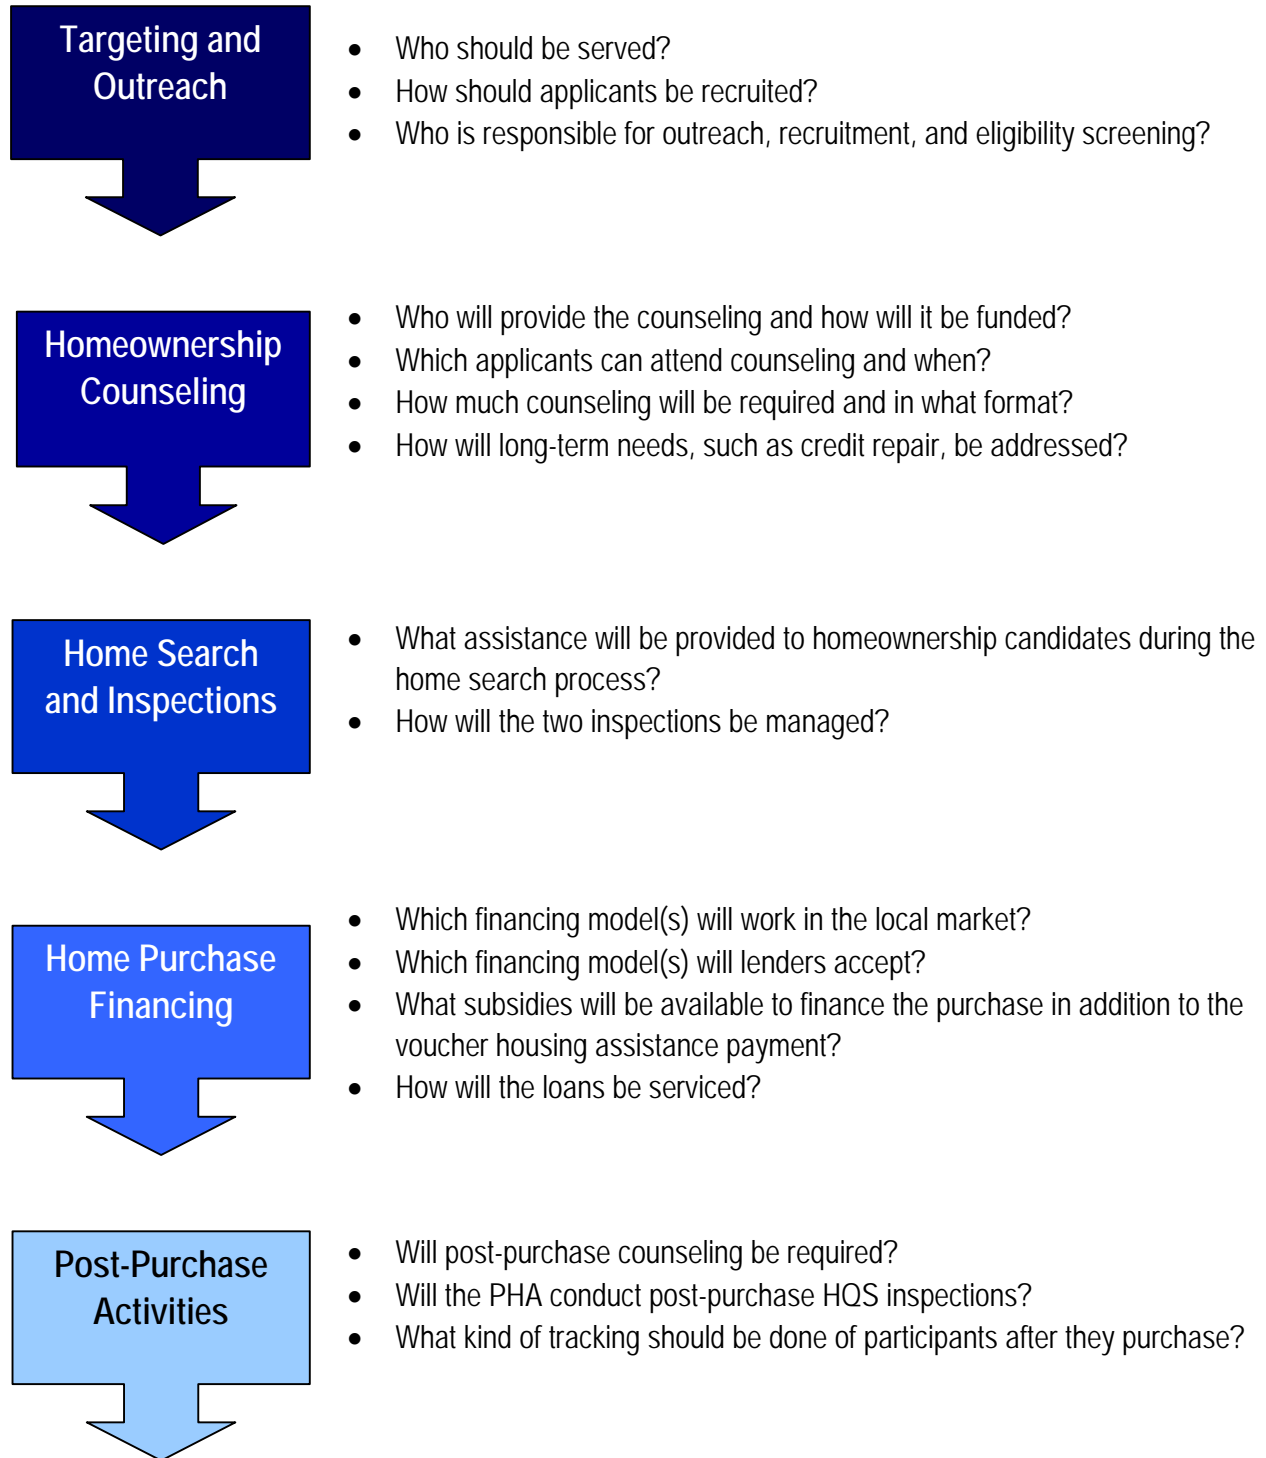 Targeting and
Outreach
• Who should be served?
• How should applicants be recruited?
• Who is responsible for outreach, recruitment, and eligibility screening?
Homeownership
Counseling
• Who will provide the counseling and how will it be funded?
• Which applicants can attend counseling and when?
• How much counseling will be required and in what format?
• How will long-term needs, such as credit repair, be addressed?
Home Search
and Inspections
• What assistance will be provided to homeownership candidates during the
home search process?
• How will the two inspections be managed?
Home Purchase
Financing
• Which financing model(s) will work in the local market?
• Which financing model(s) will lenders accept?
• What subsidies will be available to finance the purchase in addition to the
voucher housing assistance payment?
• How will the loans be serviced?
Post-Purchase
Activities
• Will post-purchase counseling be required?
• Will the PHA conduct post-purchase HQS inspections?
• What kind of tracking should be done of participants after they purchase?